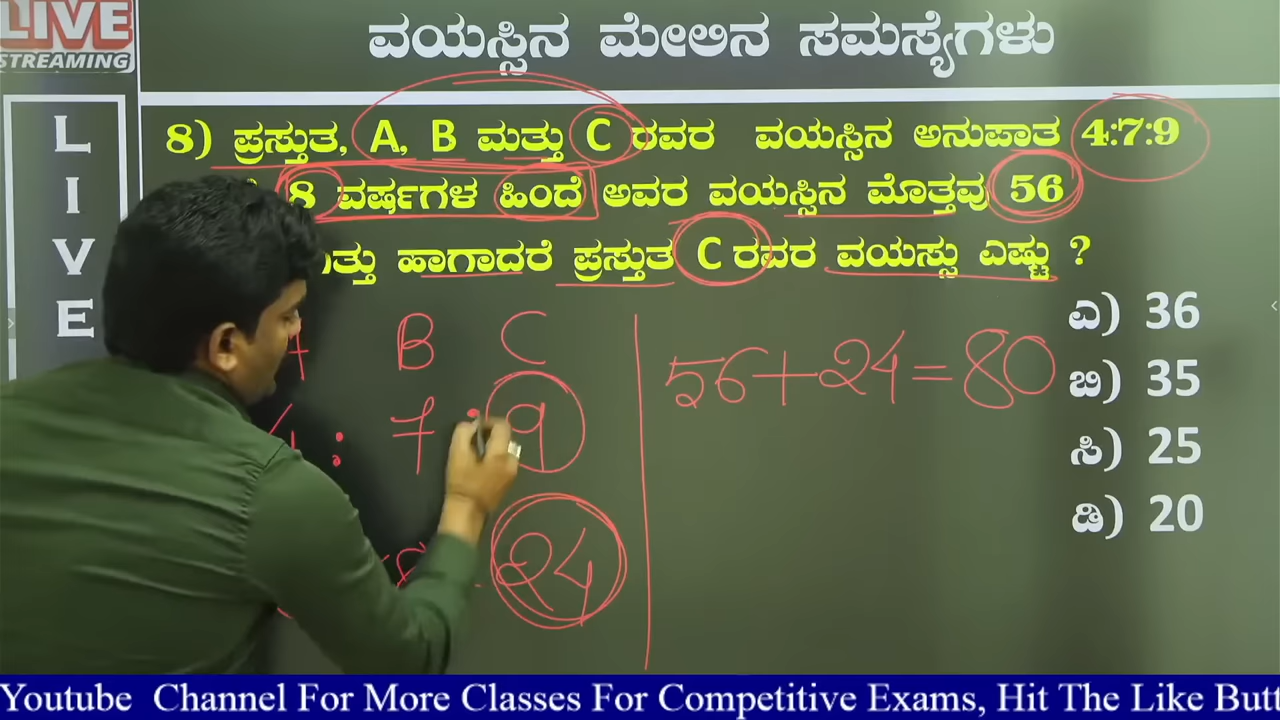 LIVE
STREAMING
ವಯಸ್ಸಿನ ಮೇಲಿನ ಸಮಸ್ಯೆಗಳು
L
I
V
E
8) ಪ್ರಸ್ತುತ, A, B ಮತ್ತು C ರವರ ವಯಸ್ಸಿನ ಅನುಪಾತ 4:7:9
8 ವರ್ಷಗಳ ಹಿಂದೆ ಅವರ ವಯಸ್ಸಿನ ಮೊತ್ತವು 56
ಹಾಗಾದರೆ ಪ್ರಸ್ತುತ C ರವರ ವಯಸ್ಸು ಎಷ್ಟು ?
ಎ) 36
ಬಿ) 35
ಸಿ) 25
ಡಿ) 20
B C
: 7 : 9
24
56+24=80
Youtube Channel For More Classes For Competitive Exams, Hit The Like